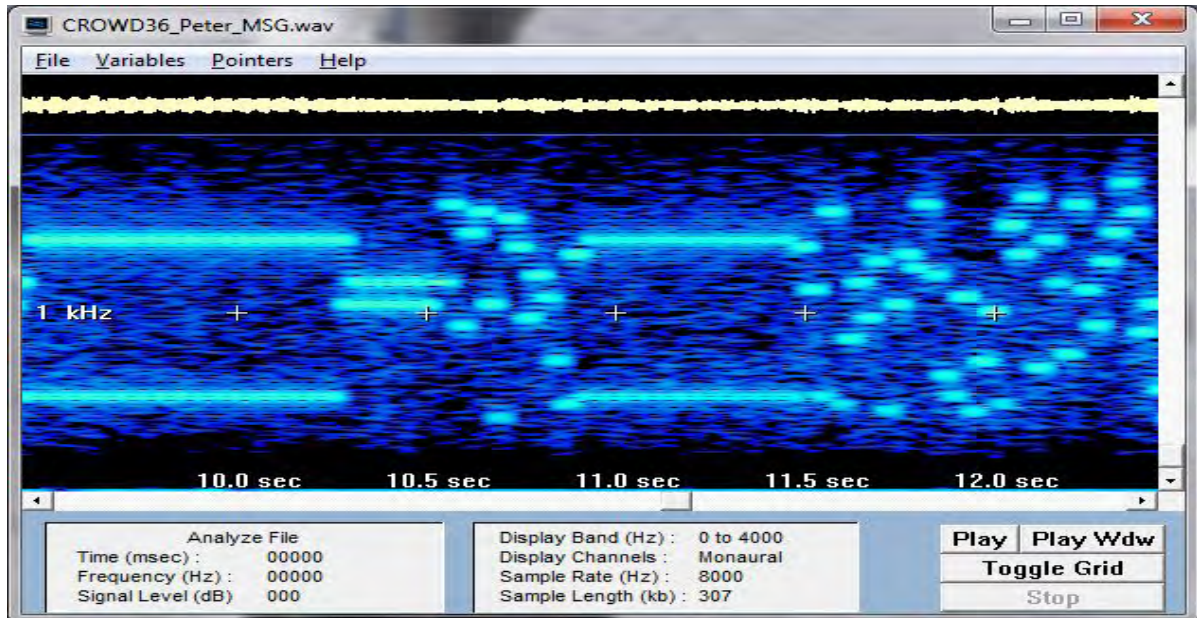 CROWD36_Peter_MSG.wav
File Variables Pointers Help
1 kHz
10.0 sec 10.5 sec 11.0 sec 11.5 sec 12.0 sec
Analyze File
Time (msec) : 00000
Frequency (Hz) : 00000
Signal Level (dB) 000
Display Band (Hz) : 0 to 4000
Display Channels : Monaural
Sample Rate (Hz) : 8000
Sample Length (kb) : 307
Play Play Wdw
Toggle Grid
Stop